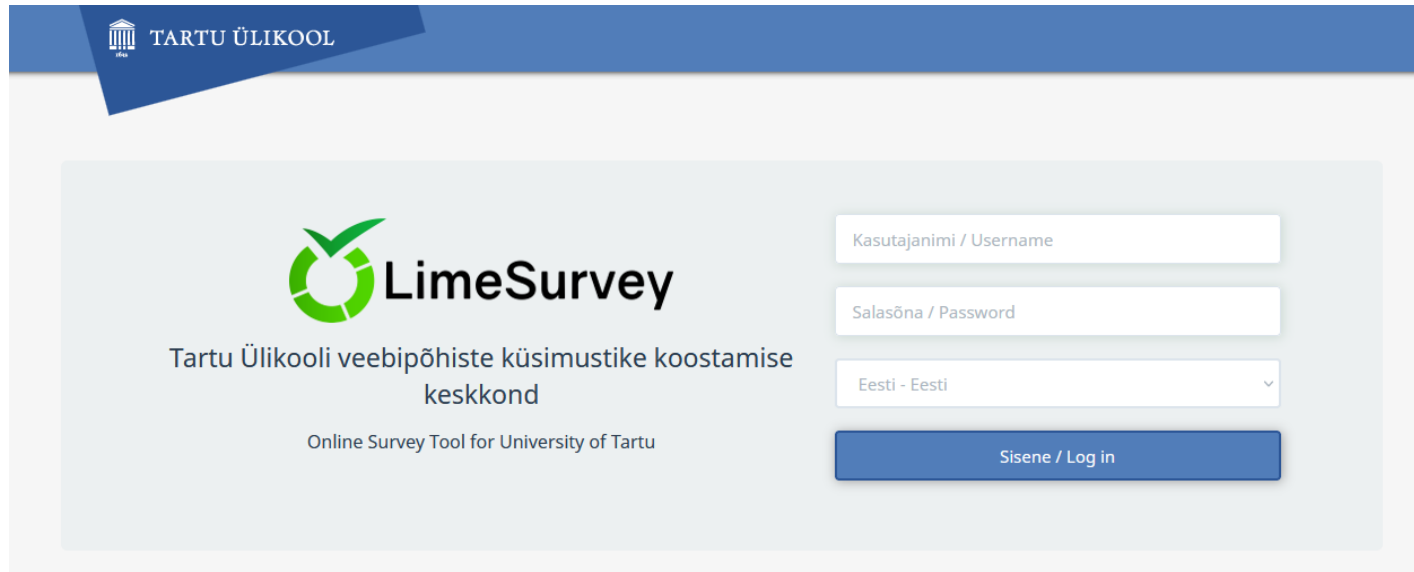 TARTU ÜLIKOOL
LimeSurvey
Tartu Ülikooli veebipõhiste küsimustike koostamise
keskkond
Online Survey Tool for University of Tartu
Kasutajanimi / Username
Salasõna / Password
Eesti - Eesti
Sisene / Log in